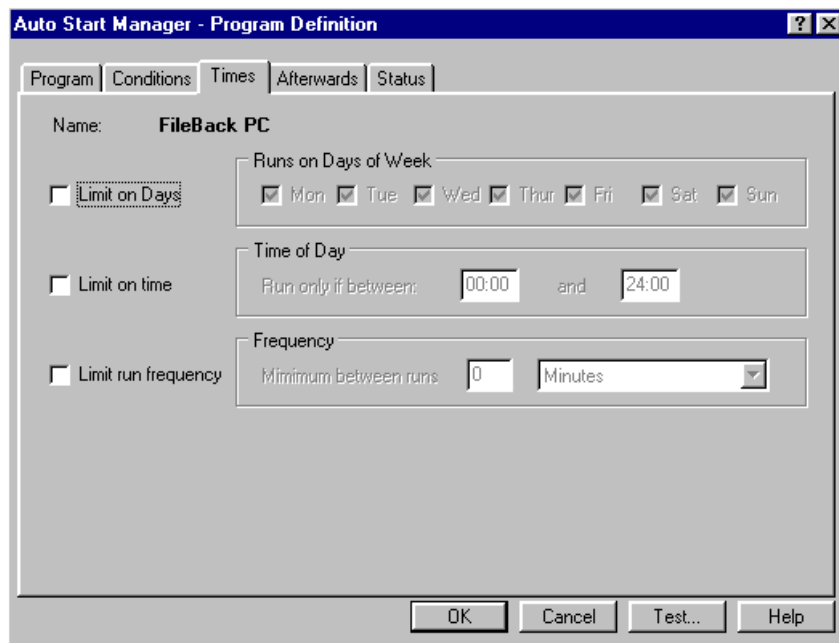 Auto Start Manager - Program Definition
Program Conditions Times Afterwards Status
Name: FileBack PC
Runs on Days of Week
Limit on Days Mon Tue Wed Thur Fri Sat Sun
Time of Day
Limit on time Run only if between: 00:00 and 24:00
Frequency
Limit run frequency Mimimum between runs 0 Minutes
OK Cancel Test... Help